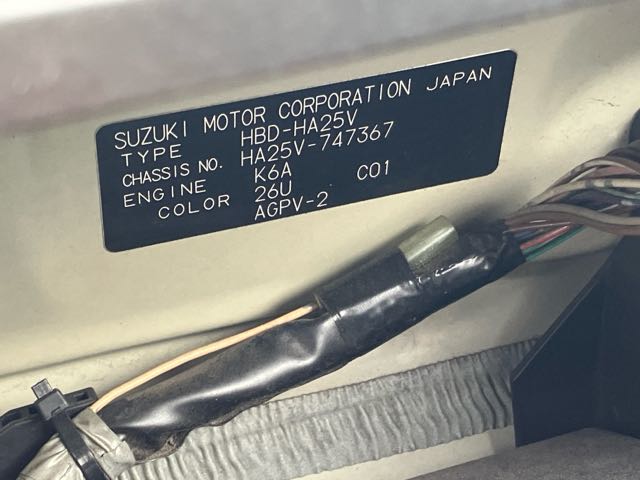 SUZUKI MOTOR CORPORATION JAPAN
TYPE HBD-HA25V
CHASSIS NO. HA25V-747367
ENGINE K6A
COLOR 26U C01
AGPV-2